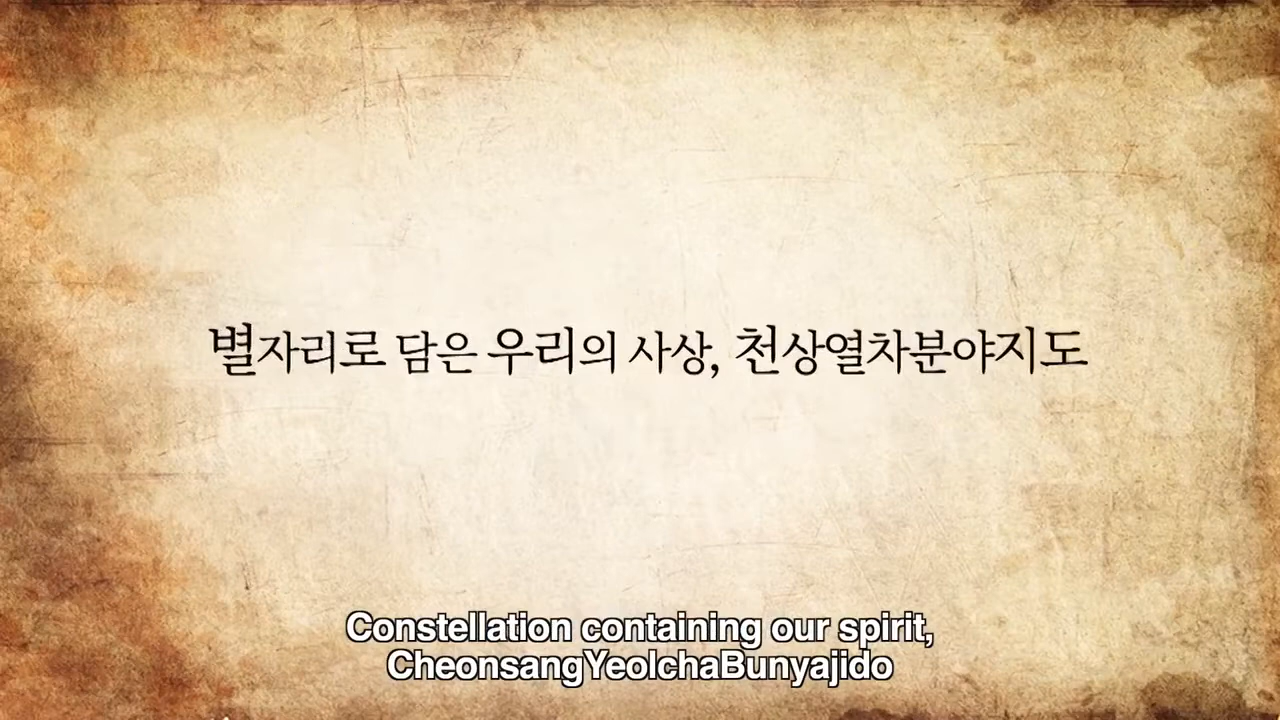 별자리로 담은 우리의 사상, 천상열차분야지도
Constellation containing our spirit,
CheonsangYeolchaBunyajido